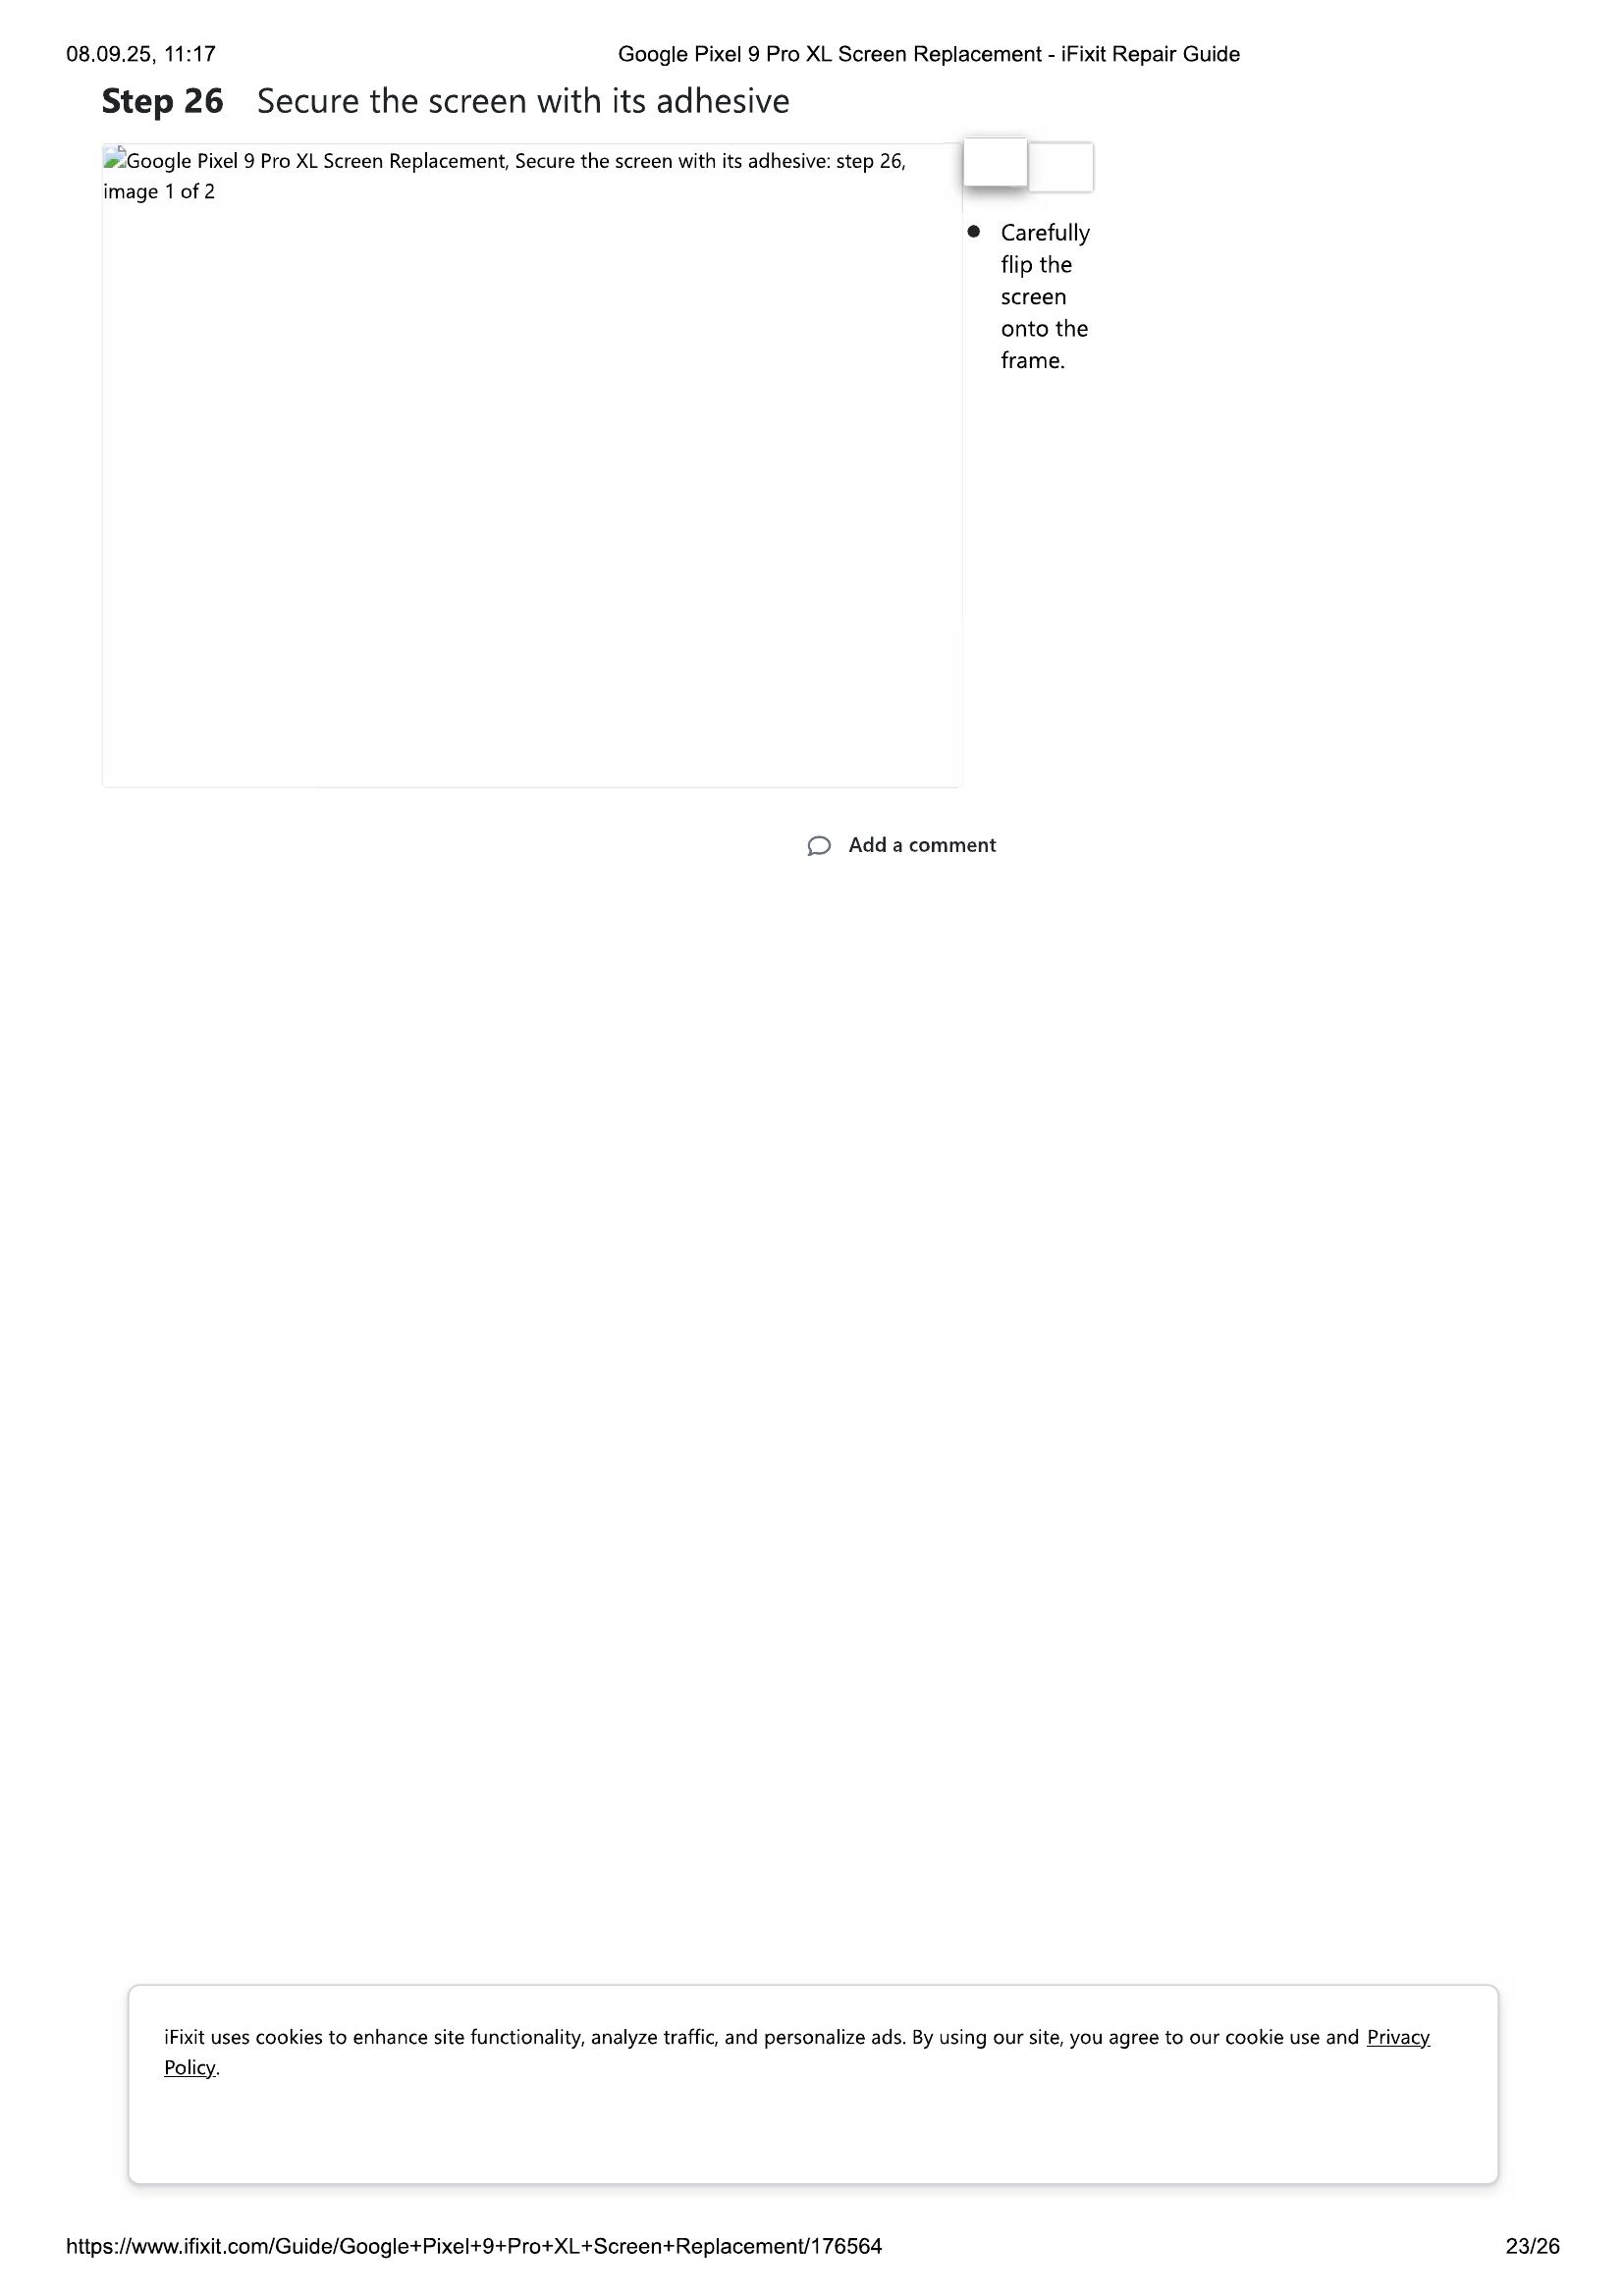 08.09.25, 11:17
Google Pixel 9 Pro XL Screen Replacement - iFixit Repair Guide
Step 26 Secure the screen with its adhesive
Google Pixel 9 Pro XL Screen Replacement, Secure the screen with its adhesive: step 26,
image 1 of 2
Carefully
flip the
screen
onto the
frame.
Add a comment
iFixit uses cookies to enhance site functionality, analyze traffic, and personalize ads. By using our site, you agree to our cookie use and Privacy
Policy.
https://www.ifixit.com/Guide/Google+Pixel+9+Pro+XL+Screen+Replacement/176564
23/26